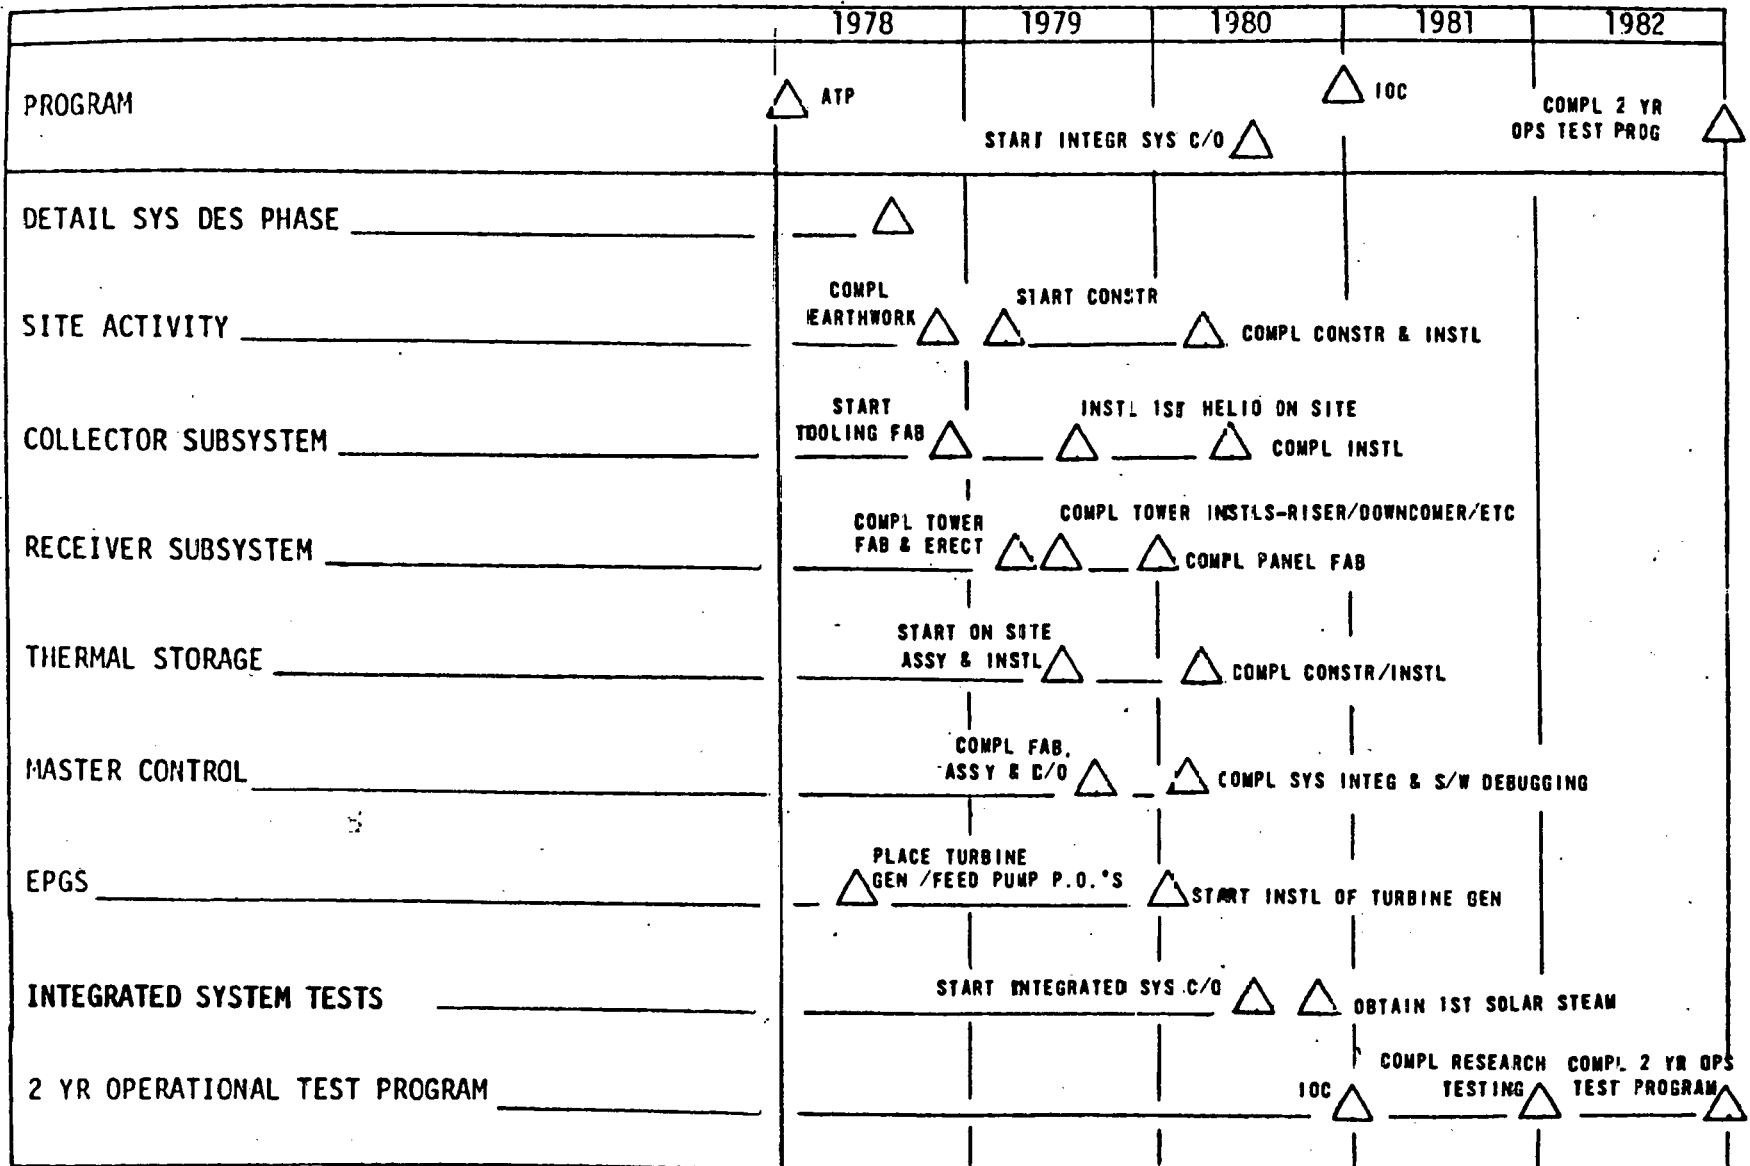 1978 1979 1980 1981 1982
PROGRAM
ATP
IOC
START INTEGR SYS C/O
COMPL 2 YR
OPS TEST PROG
DETAIL SYS DES PHASE
SITE ACTIVITY
COMPL
EARTHWORK
START CONSTR
COMPL CONSTR & INSTL
COLLECTOR SUBSYSTEM
START
TOOLING FAB
INSTL 1ST HELIO ON SITE
COMPL INSTL
RECEIVER SUBSYSTEM
COMPL TOWER
FAB & ERECT
COMPL TOWER INSTLS-RISER/DOWNCOMER/ETC
COMPL PANEL FAB
THERMAL STORAGE
START ON SITE
ASSY & INSTL
COMPL CONSTR/INSTL
MASTER CONTROL
COMPL FAB,
ASSY & C/O
COMPL SYS INTEG & S/W DEBUGGING
EPGS
PLACE TURBINE
GEN /FEED PUMP P.O.'S
START INSTL OF TURBINE GEN
INTEGRATED SYSTEM TESTS
START INTEGRATED SYS C/O
OBTAIN 1ST SOLAR STEAM
2 YR OPERATIONAL TEST PROGRAM
IOC
COMPL RESEARCH
TESTING
COMPL 2 YR OPS
TEST PROGRAM